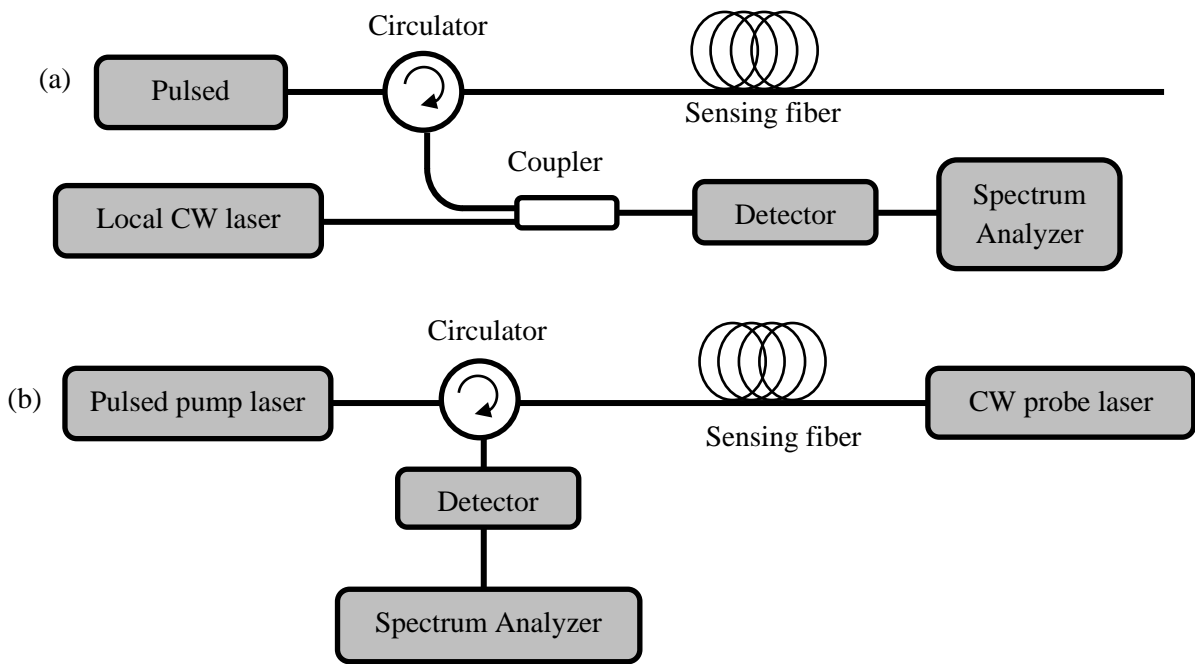 Circulator
(a)
Pulsed
Sensing fiber
Coupler
Local CW laser
Detector
Spectrum
Analyzer
Circulator
(b)
Pulsed pump laser
CW probe laser
Sensing fiber
Detector
Spectrum Analyzer